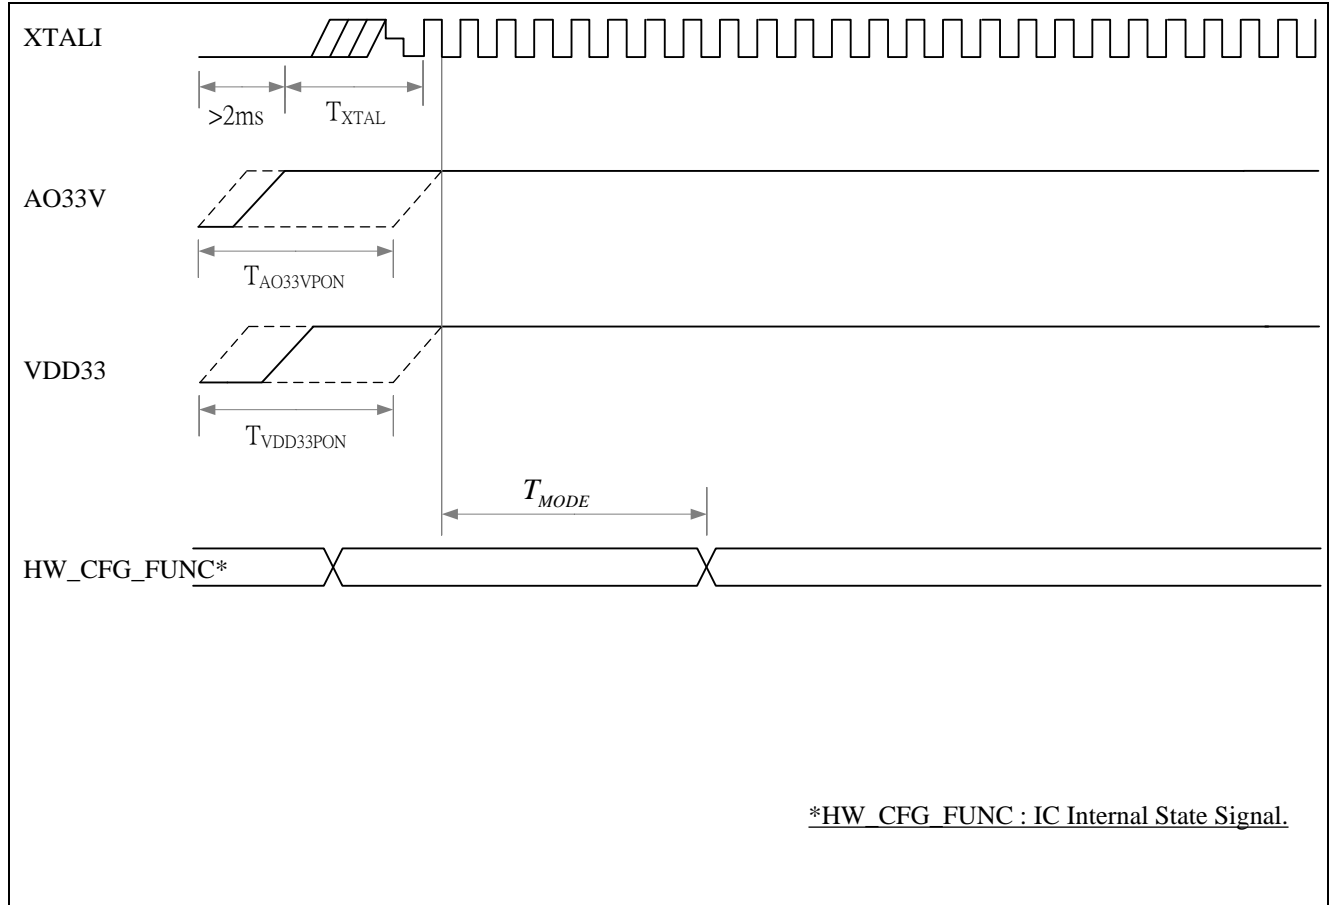 XTALI
>2ms
TXTAL
AO33V
TAO33VPON
VDD33
TVDD33PON
TMODE
HW_CFG_FUNC*
*HW_CFG_FUNC : IC Internal State Signal.